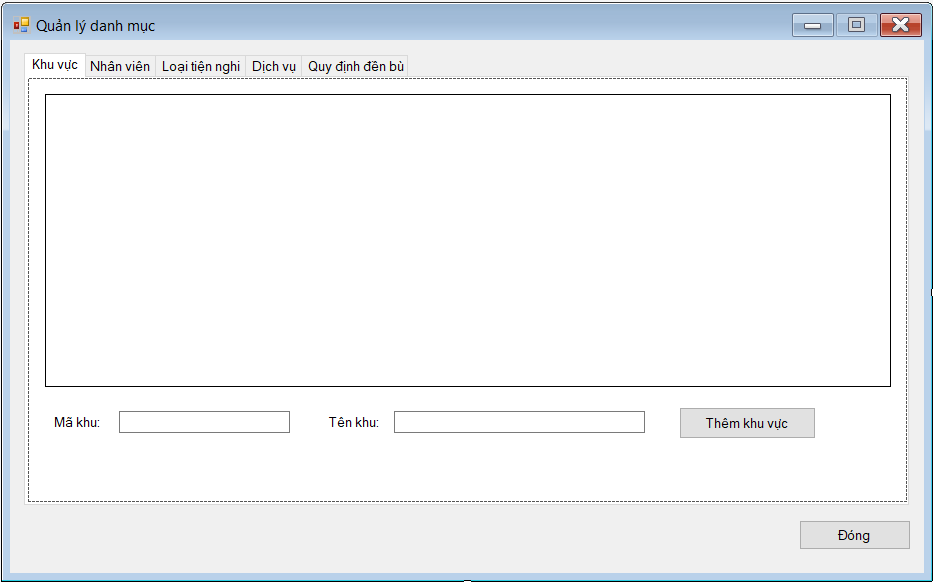 Quản lý danh mục
Khu vực Nhân viên Loại tiện nghi Dịch vụ Quy định đền bù
Mã khu: Tên khu: Thêm khu vực
Đóng